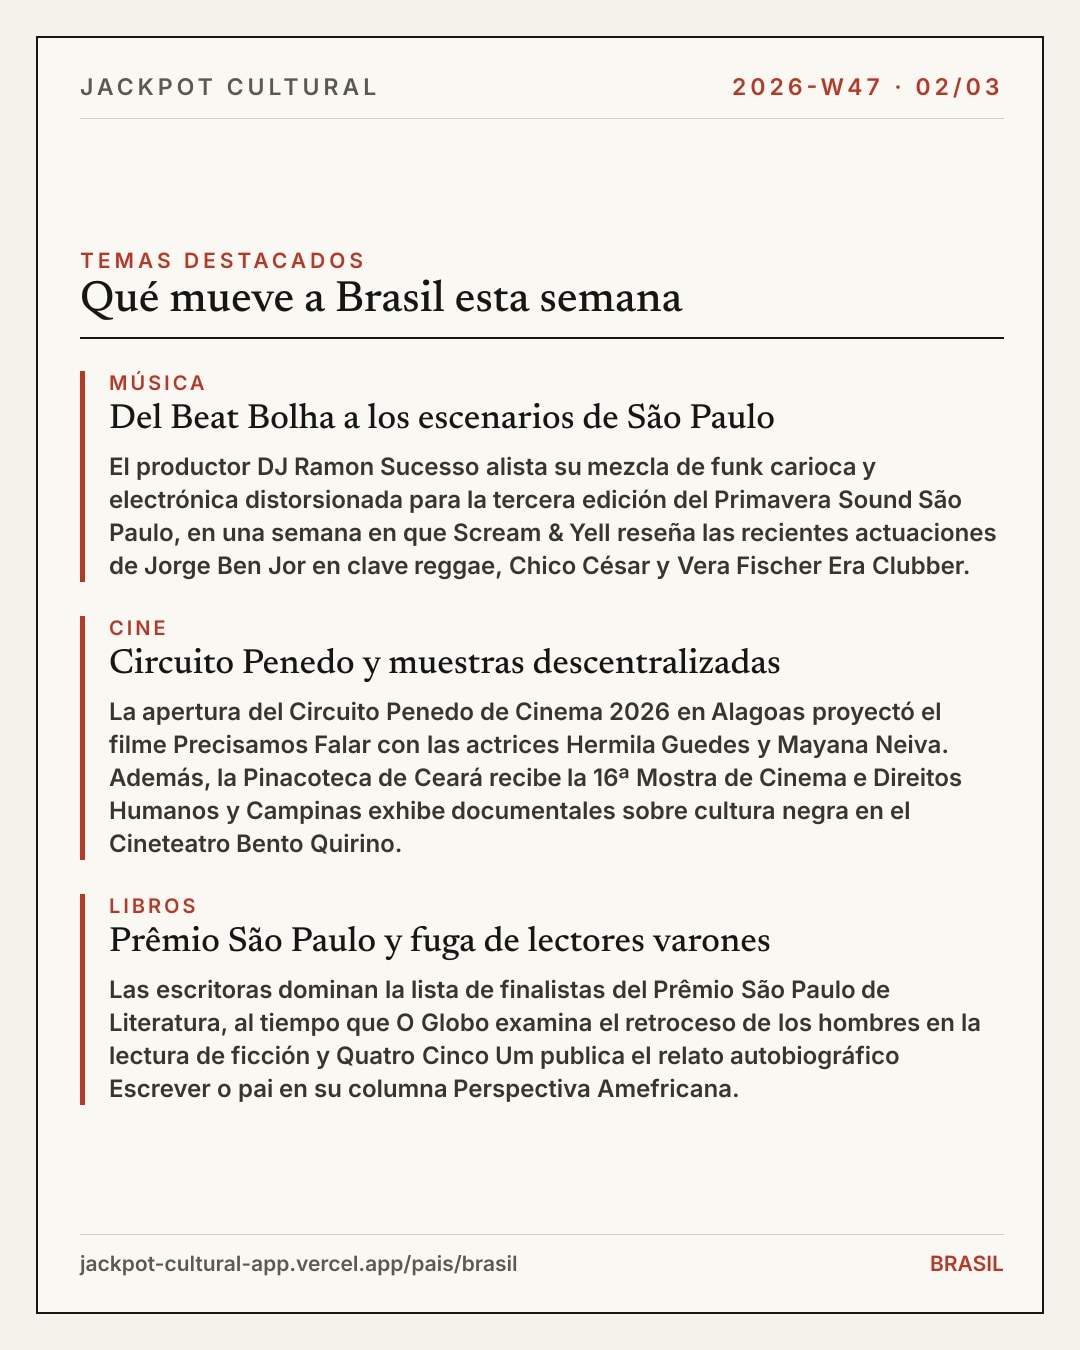 JACKPOT CULTURAL
2026-W47 · 02/03
TEMAS DESTACADOS
Qué mueve a Brasil esta semana
MÚSICA
Del Beat Bolha a los escenarios de São Paulo
El productor DJ Ramon Sucesso alista su mezcla de funk carioca y
electrónica distorsionada para la tercera edición del Primavera Sound São
Paulo, en una semana en que Scream & Yell reseña las recientes actuaciones
de Jorge Ben Jor en clave reggae, Chico César y Vera Fischer Era Clubber.
CINE
Circuito Penedo y muestras descentralizadas
La apertura del Circuito Penedo de Cinema 2026 en Alagoas proyectó el
filme Precisamos Falar con las actrices Hermila Guedes y Mayana Neiva.
Además, la Pinacoteca de Ceará recibe la 16ª Mostra de Cinema e Direitos
Humanos y Campinas exhibe documentales sobre cultura negra en el
Cineteatro Bento Quirino.
LIBROS
Prêmio São Paulo y fuga de lectores varones
Las escritoras dominan la lista de finalistas del Prêmio São Paulo de
Literatura, al tiempo que O Globo examina el retroceso de los hombres en la
lectura de ficción y Quatro Cinco Um publica el relato autobiográfico
Escrever o pai en su columna Perspectiva Amefricana.
jackpot-cultural-app.vercel.app/pais/brasil
BRASIL